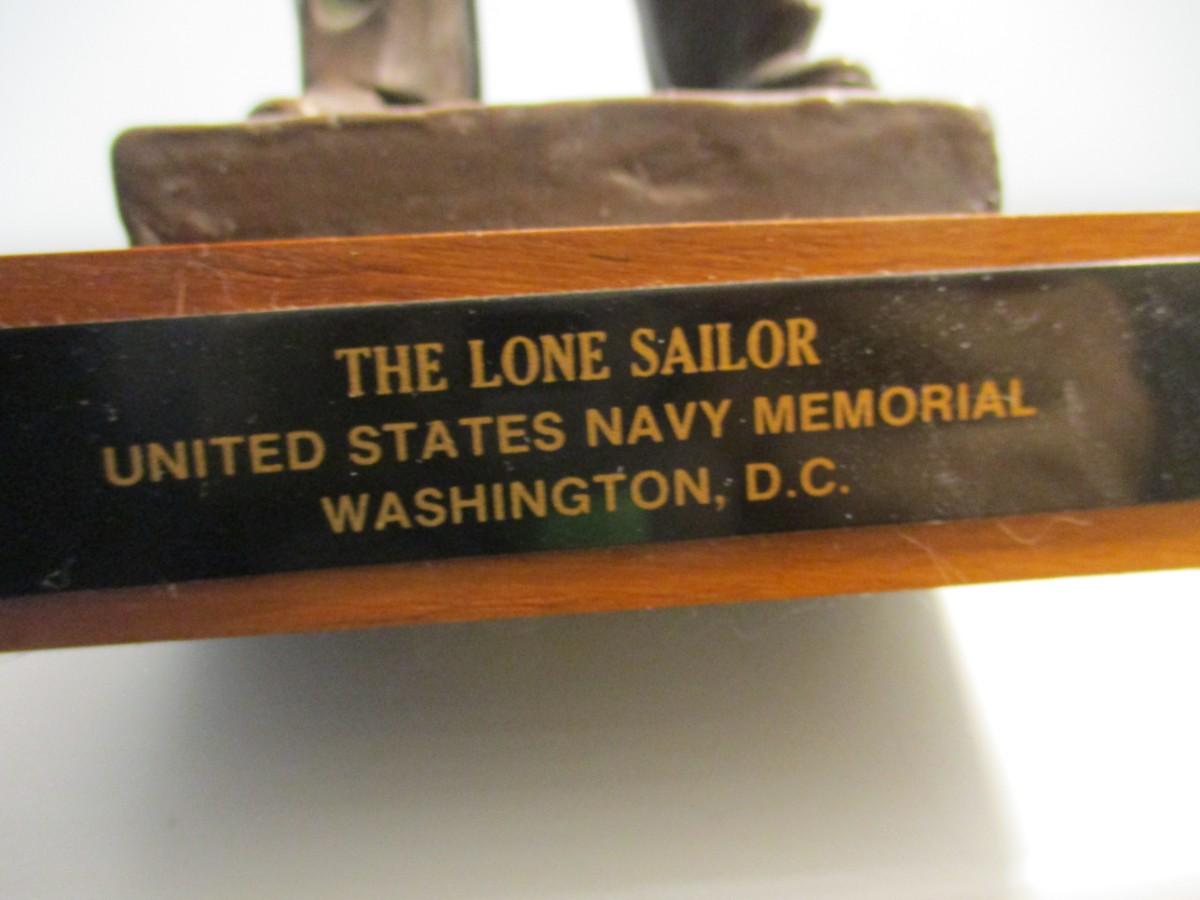 THE LONE SAILOR
UNITED STATES NAVY MEMORIAL
WASHINGTON, D.C.